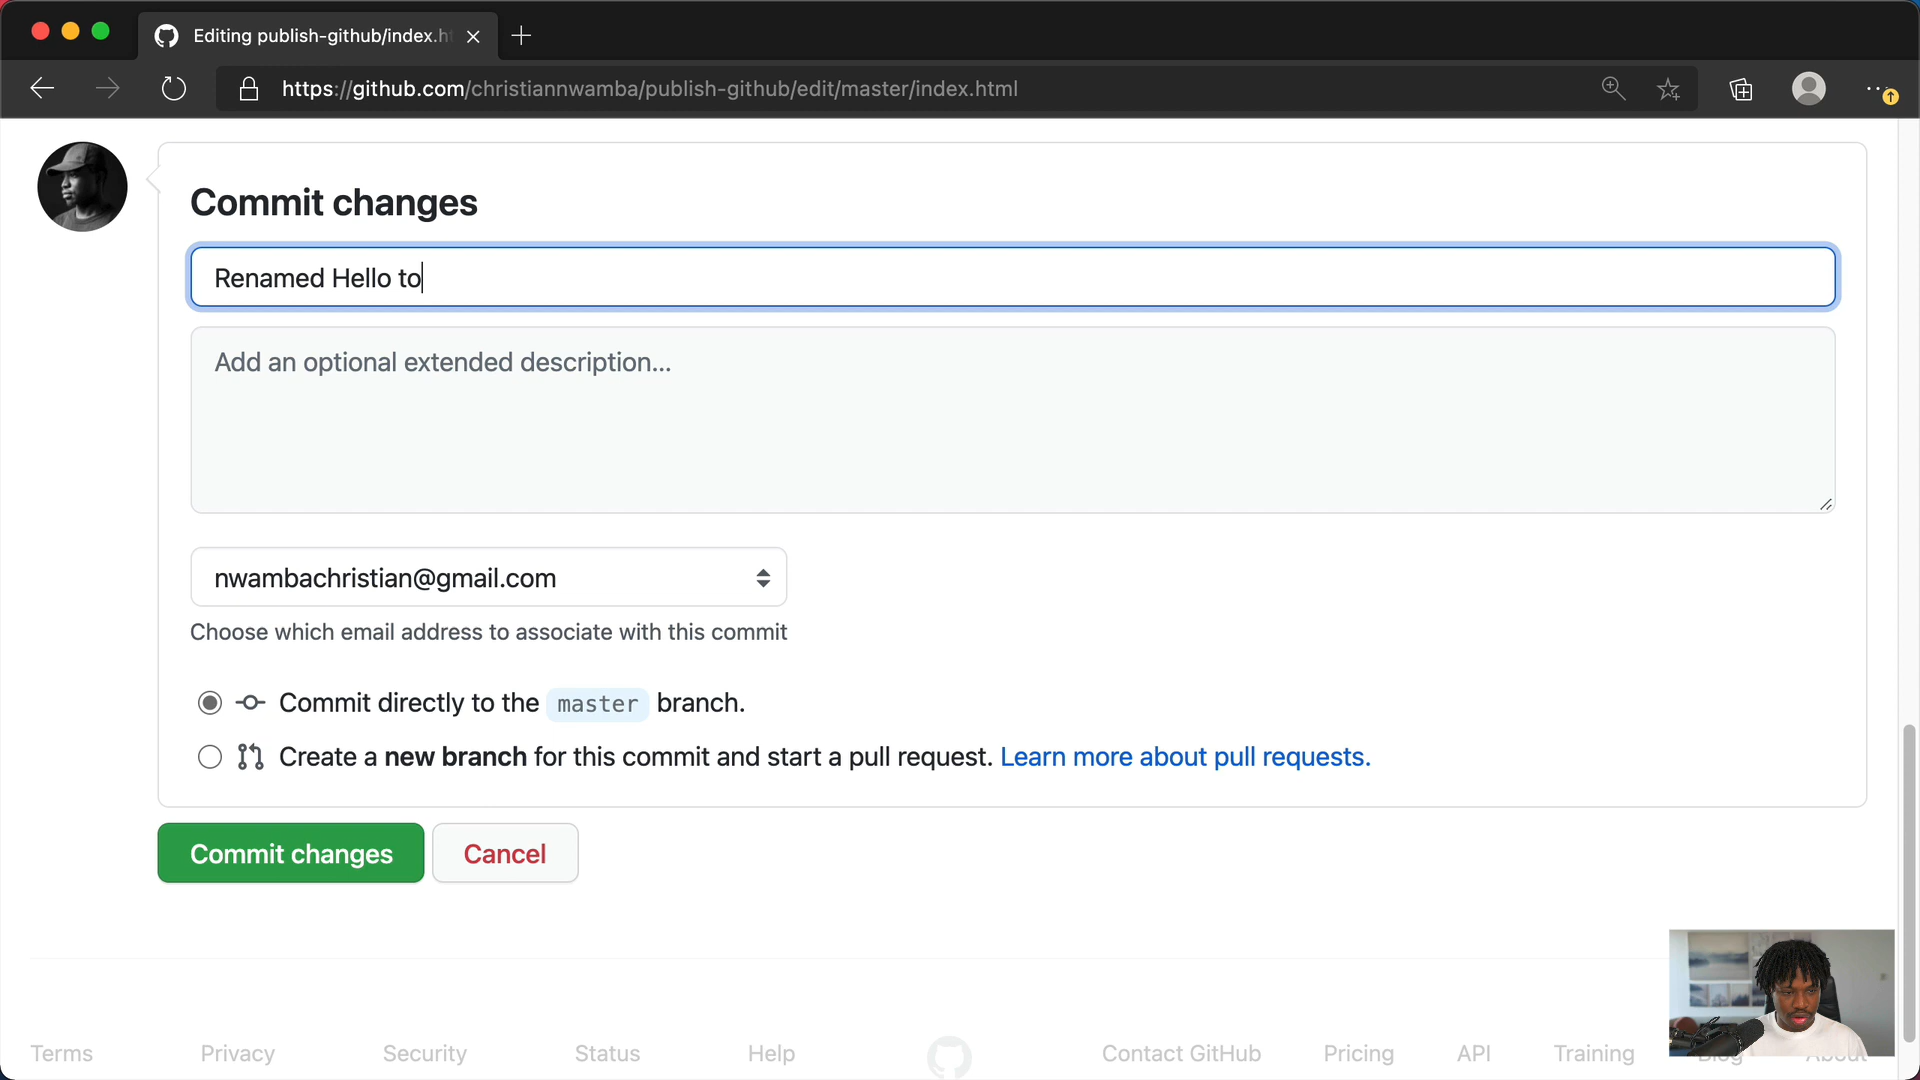 Editing publish-github/index.ht
https://github.com/christiannwamba/publish-github/edit/master/index.html
Commit changes
Renamed Hello to
Add an optional extended description...
nwambachristian@gmail.com
Choose which email address to associate with this commit
Commit directly to the master branch.
Create a new branch for this commit and start a pull request. Learn more about pull requests.
Commit changes Cancel
Terms Privacy Security Status Help Contact GitHub Pricing API Training Blog About